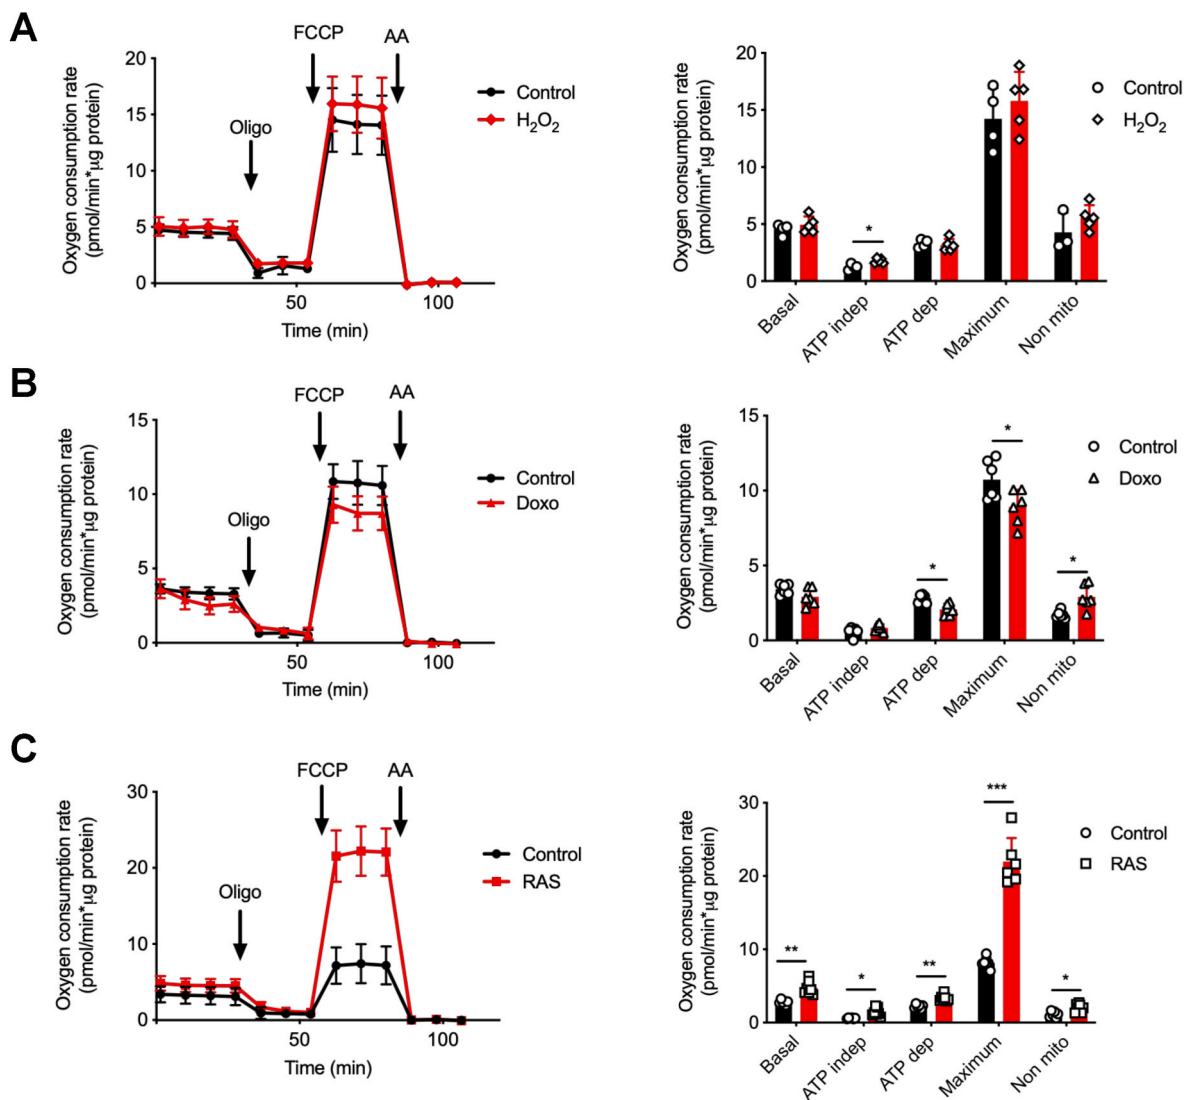 A
FCCP
AA
Oligo
Control
H₂O₂
20
15
10
5
0
50
100
Time (min)
Oxygen consumption rate
(pmol/min*µg protein)
20
15
10
5
0
*
Control
H₂O₂
Oxygen consumption rate
(pmol/min*µg protein)
Basal
ATP indep
ATP dep
Maximum
Non mito
B
FCCP
AA
Oligo
Control
Doxo
15
10
5
0
50
100
Time (min)
Oxygen consumption rate
(pmol/min*µg protein)
15
10
5
0
*
*
*
Control
Doxo
Oxygen consumption rate
(pmol/min*µg protein)
Basal
ATP indep
ATP dep
Maximum
Non mito
C
FCCP
AA
Oligo
Control
RAS
30
20
10
0
50
100
Time (min)
Oxygen consumption rate
(pmol/min*µg protein)
30
20
10
0
**
*
**
***
*
Control
RAS
Oxygen consumption rate
(pmol/min*µg protein)
Basal
ATP indep
ATP dep
Maximum
Non mito